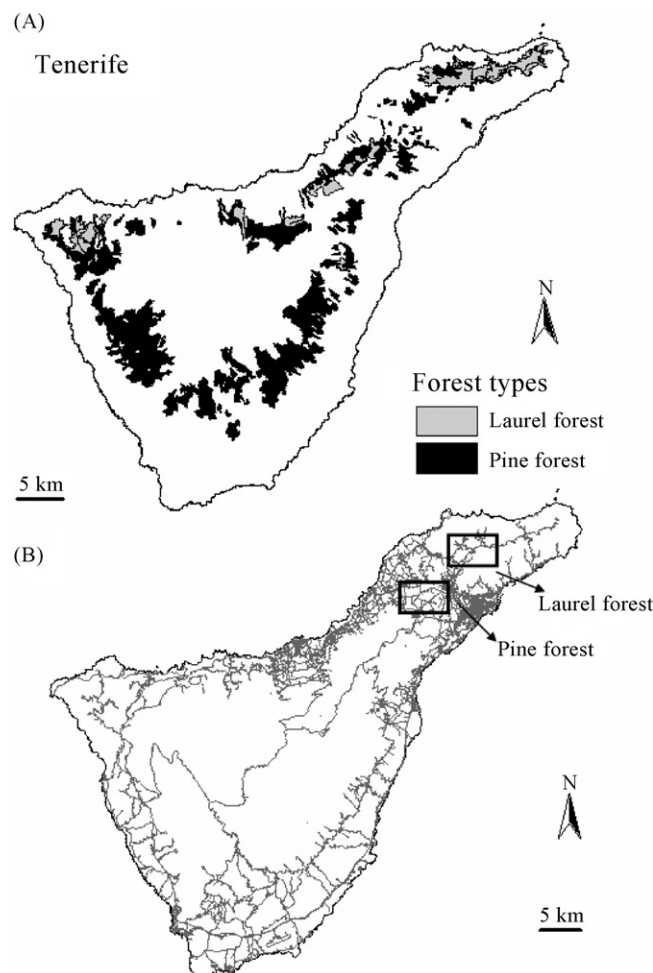 (A)
Tenerife
N
Forest types
Laurel forest
Pine forest
5 km
(B)
Laurel forest
Pine forest
N
5 km